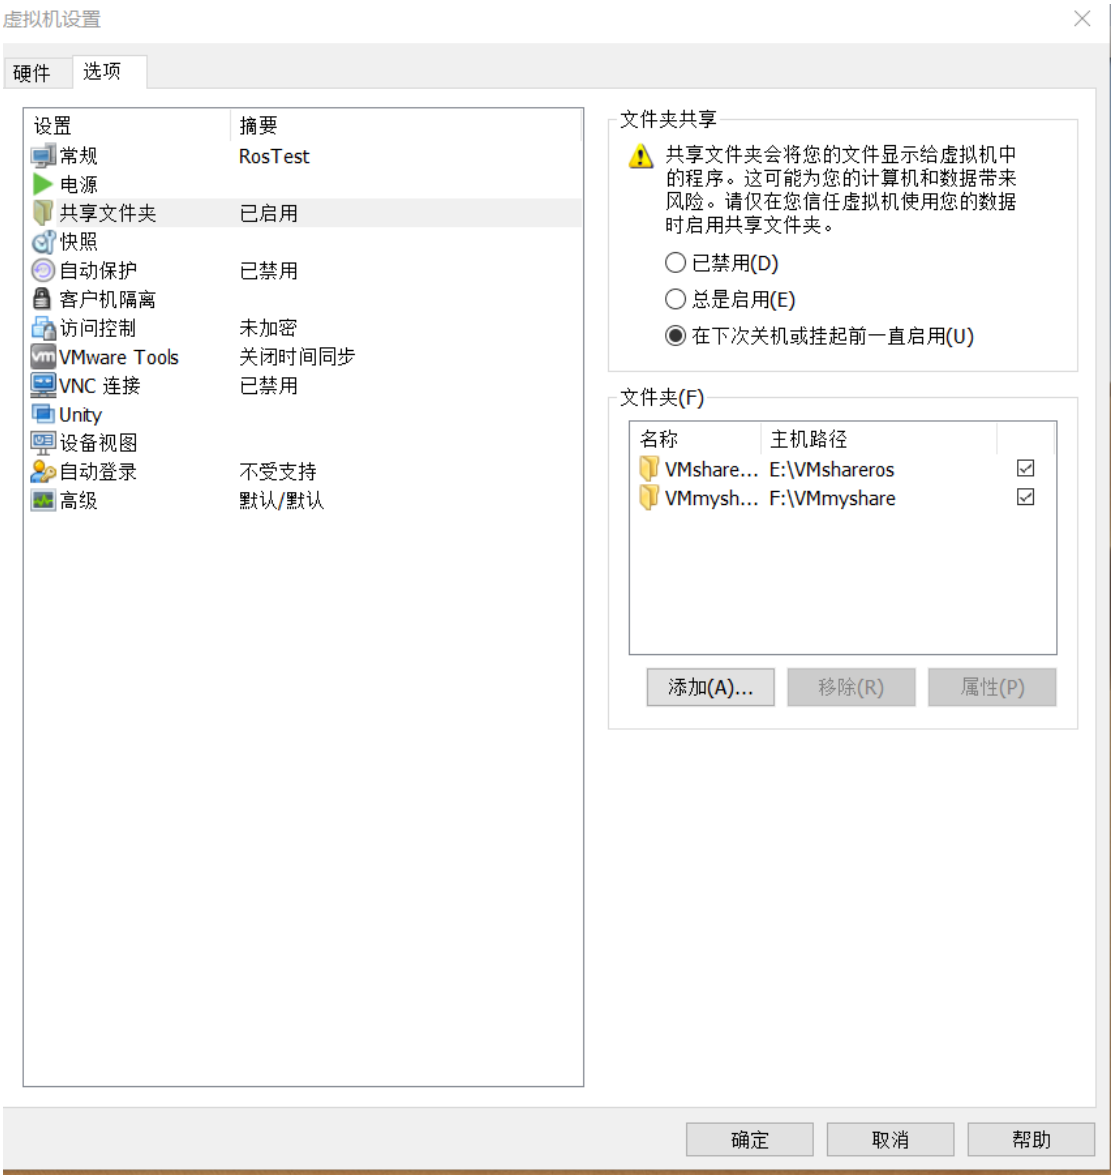 虚拟机设置
硬件 选项
设置 摘要
常规 RosTest
电源
共享文件夹 已启用
快照
自动保护 已禁用
客户机隔离
访问控制 未加密
vm VMware Tools 关闭时间同步
VNC 连接 已禁用
Unity
设备视图
自动登录 不受支持
高级 默认/默认
文件夹共享
共享文件夹会将您的文件显示给虚拟机中
的程序。这可能为您的计算机和数据带来
风险。请仅在您信任虚拟机使用您的数据
时启用共享文件夹。
已禁用(D)
总是启用(E)
在下次关机或挂起前一直启用(U)
文件夹(F)
名称 主机路径
VMshare... E:\VMshareros
VMmysh... F:\VMmyshare
添加(A)... 移除(R) 属性(P)
确定 取消 帮助